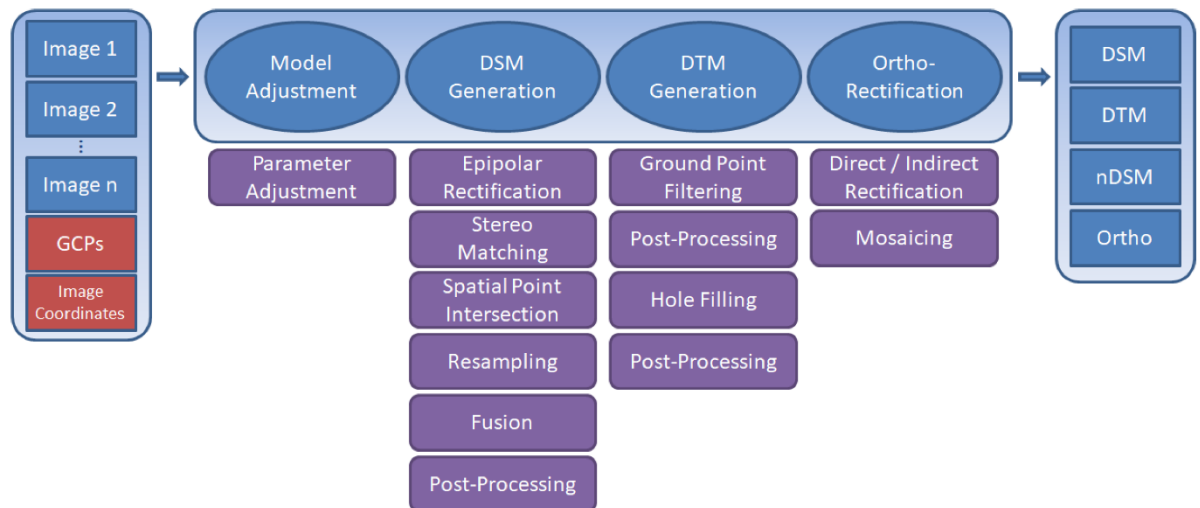 Image 1
Image 2
Image n
GCPs
Image
Coordinates
Model
Adjustment
Parameter
Adjustment
DSM
Generation
Epipolar
Rectification
Stereo
Matching
Spatial Point
Intersection
Resampling
Fusion
Post-Processing
DTM
Generation
Ground Point
Filtering
Post-Processing
Hole Filling
Post-Processing
Ortho-
Rectification
Direct / Indirect
Rectification
Mosaicing
DSM
DTM
nDSM
Ortho